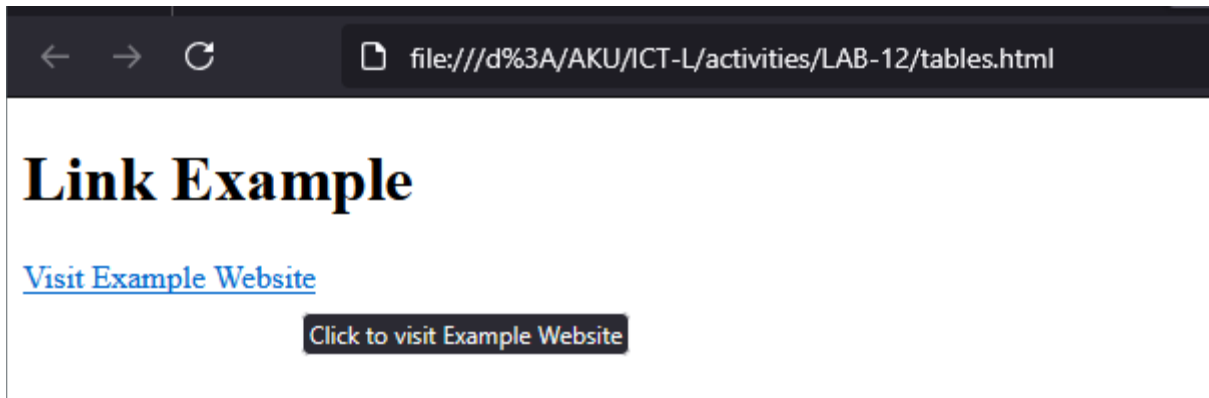 file:///d%3A/AKU/ICT-L/activities/LAB-12/tables.html
Link Example
Visit Example Website
Click to visit Example Website